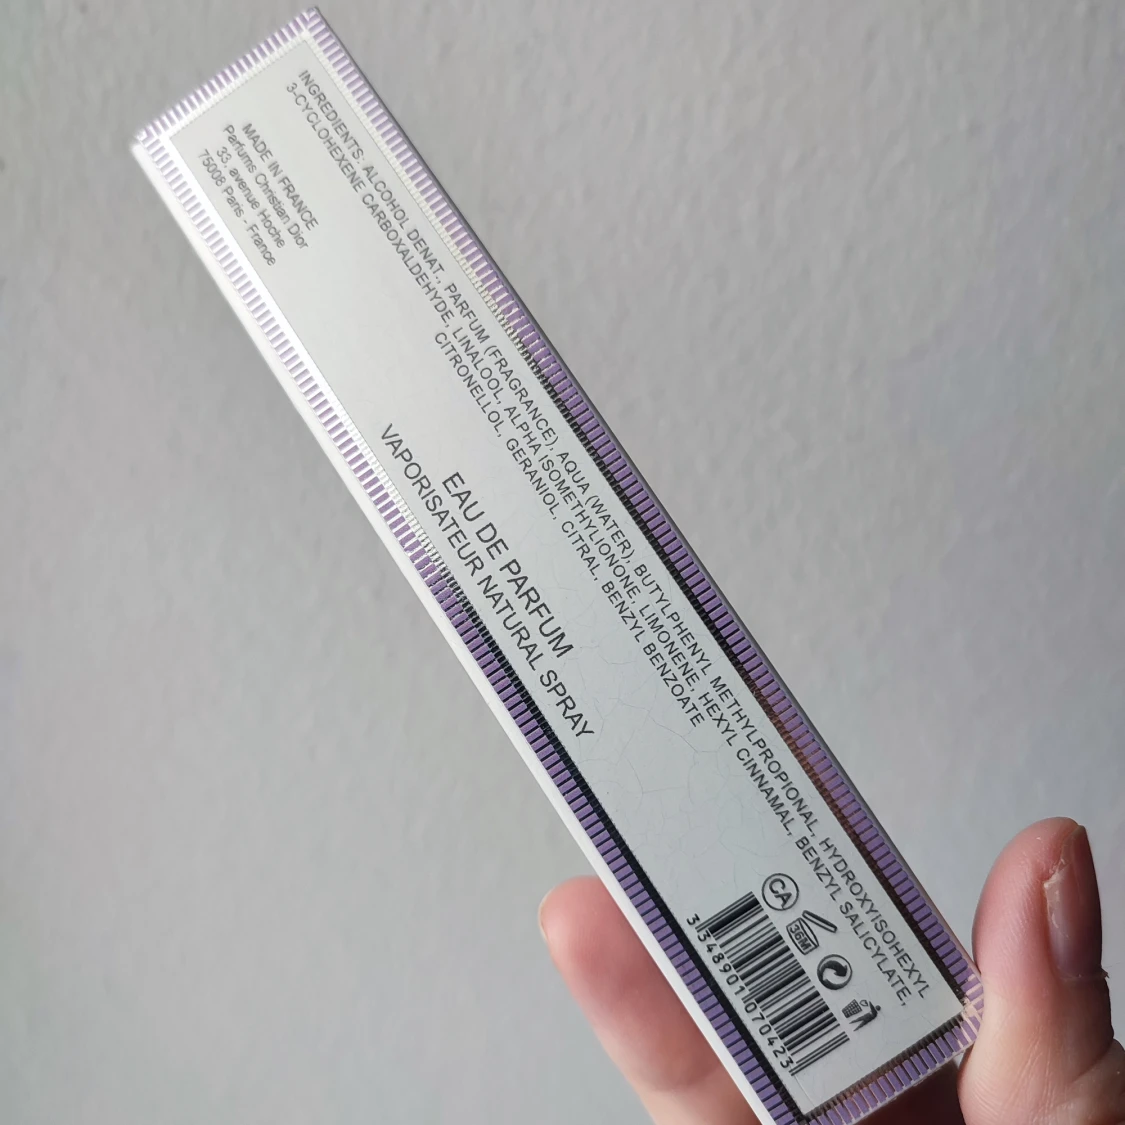 INGREDIENTS: ALCOHOL DENAT., PARFUM (FRAGRANCE), AQUA (WATER), BUTYLPHENYL METHYLPROPIONAL, HYDROXYISOHEXYL
3-CYCLOHEXENE CARBOXALDEHYDE, LINALOOL, ALPHA ISOMETHYLIONONE, LIMONENE, HEXYL CINNAMAL, BENZYL SALICYLATE,
CITRONELLOL, GERANIOL, CITRAL, BENZYL BENZOATE
MADE IN FRANCE
Parfums Christian Dior
33, avenue Hoche
75008 Paris - France
EAU DE PARFUM
VAPORISATEUR NATURAL SPRAY
CA
36M
3 348901 070423